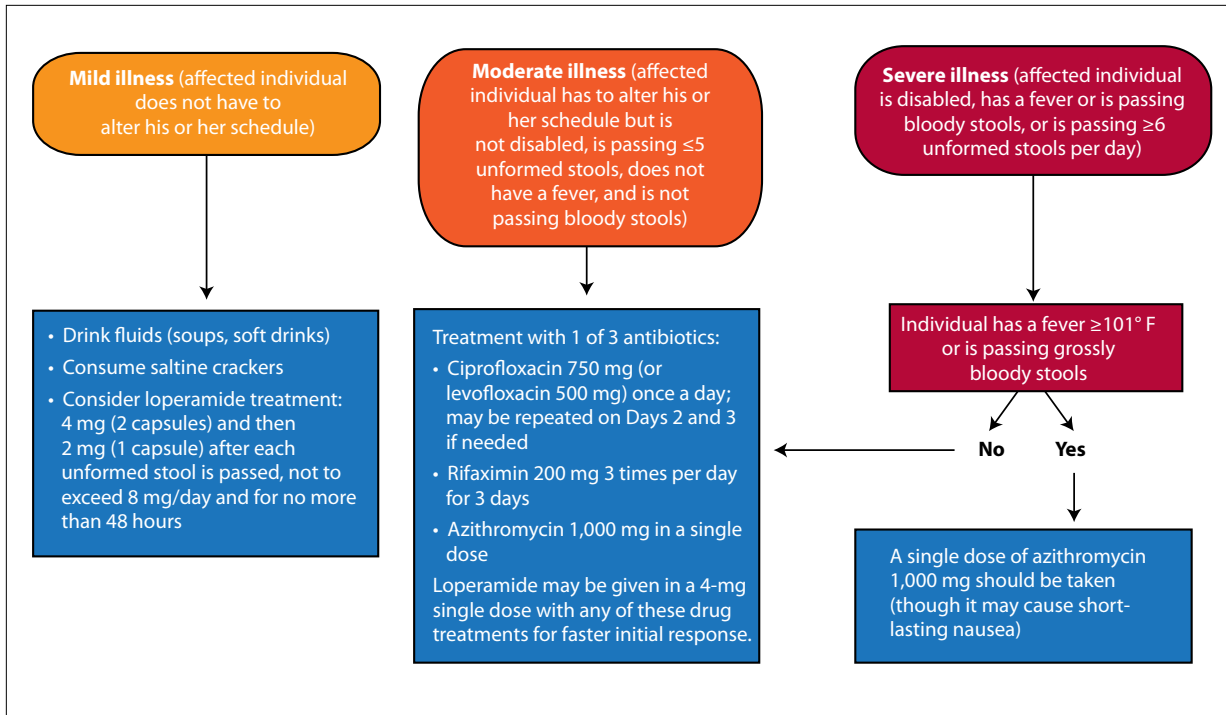 Mild illness (affected individual
does not have to
alter his or her schedule)
• Drink fluids (soups, soft drinks)
• Consume saltine crackers
• Consider loperamide treatment:
4 mg (2 capsules) and then
2 mg (1 capsule) after each
unformed stool is passed, not to
exceed 8 mg/day and for no more
than 48 hours
Moderate illness (affected
individual has to alter his or
her schedule but is
not disabled, is passing ≤5
unformed stools, does not
have a fever, and is not
passing bloody stools)
Treatment with 1 of 3 antibiotics:
• Ciprofloxacin 750 mg (or
levofloxacin 500 mg) once a day;
may be repeated on Days 2 and 3
if needed
• Rifaximin 200 mg 3 times per day
for 3 days
• Azithromycin 1,000 mg in a single
dose
Loperamide may be given in a 4-mg
single dose with any of these drug
treatments for faster initial response.
Severe illness (affected individual
is disabled, has a fever or is passing
bloody stools, or is passing ≥6
unformed stools per day)
Individual has a fever ≥101° F
or is passing grossly
bloody stools
No Yes
A single dose of azithromycin
1,000 mg should be taken
(though it may cause short-
lasting nausea)